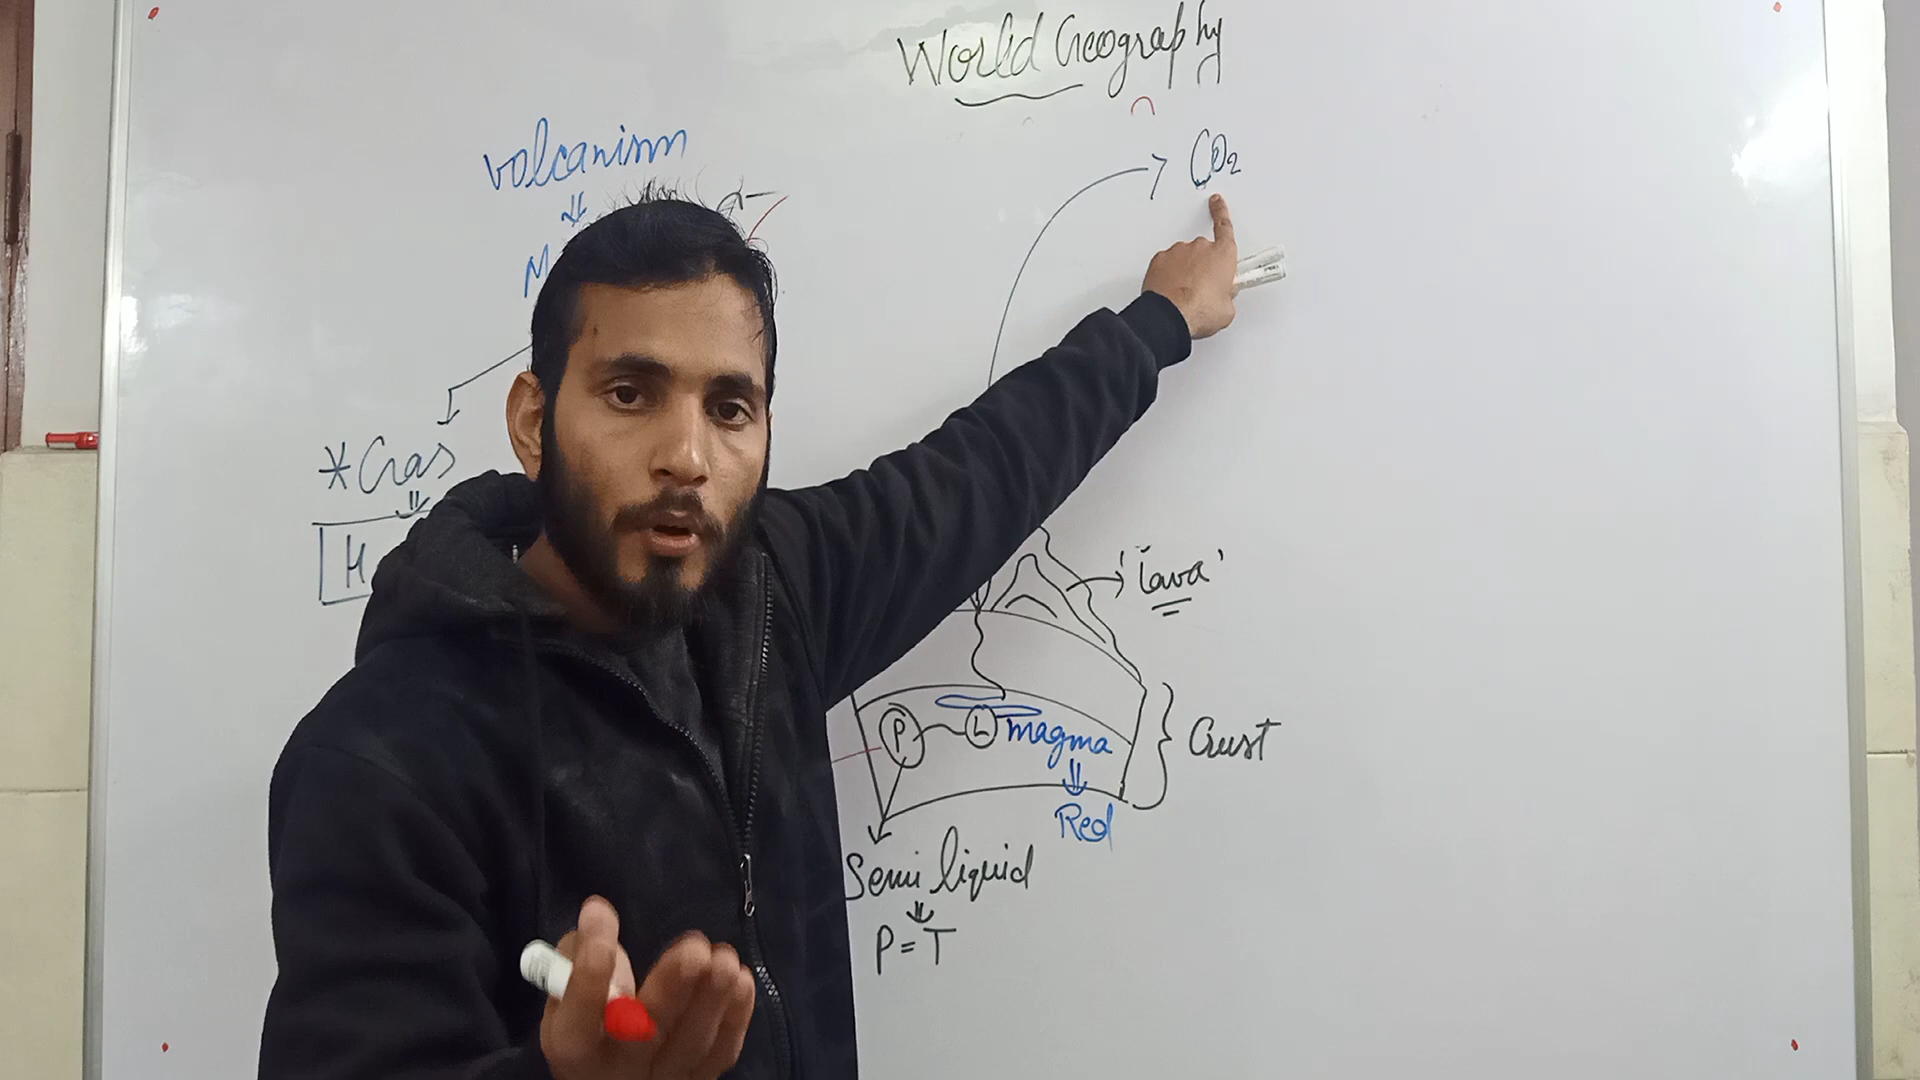 World Geography
volcanism
CO2
M
*Gas
H
'lava'
P
L
magma
Crust
Red
Semi liquid
P=T